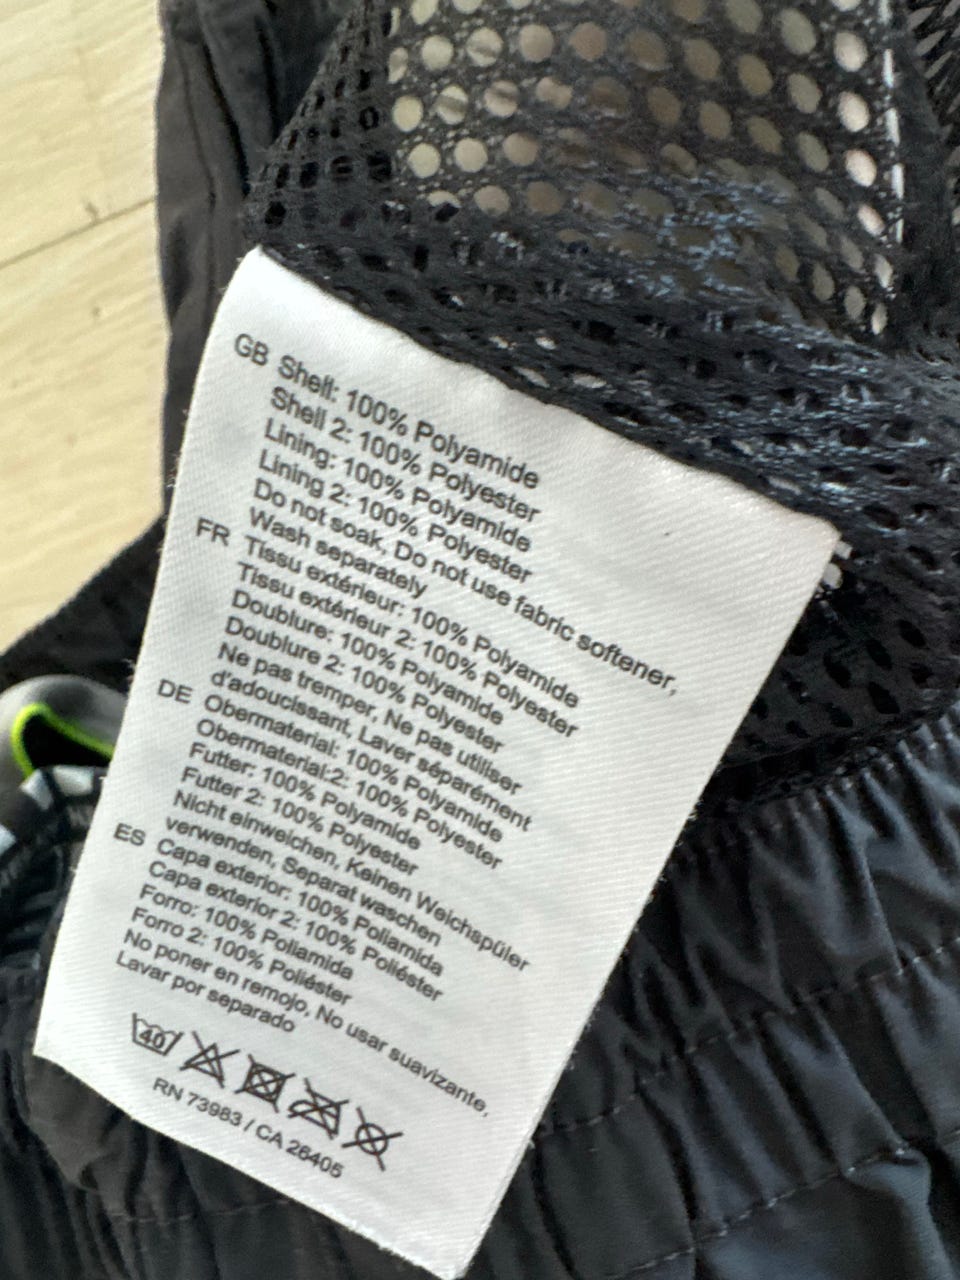 GB Shell: 100% Polyamide
Shell 2: 100% Polyester
Lining: 100% Polyamide
Lining 2: 100% Polyester
Do not soak, Do not use fabric softener,
Wash separately
FR Tissu extérieur: 100% Polyamide
Tissu extérieur 2: 100% Polyester
Doublure: 100% Polyamide
Doublure 2: 100% Polyester
Ne pas tremper, Ne pas utiliser
d'adoucissant, Laver séparément
DE Obermaterial: 100% Polyamide
Obermaterial:2: 100% Polyester
Futter: 100% Polyamide
Futter 2: 100% Polyester
Nicht einweichen, Keinen Weichspüler
verwenden, Separat waschen
ES Capa exterior: 100% Poliamida
Capa exterior 2: 100% Poliéster
Forro: 100% Poliamida
Forro 2: 100% Poliéster
No poner en remojo, No usar suavizante,
Lavar por separado
40
RN 73983 / CA 26405